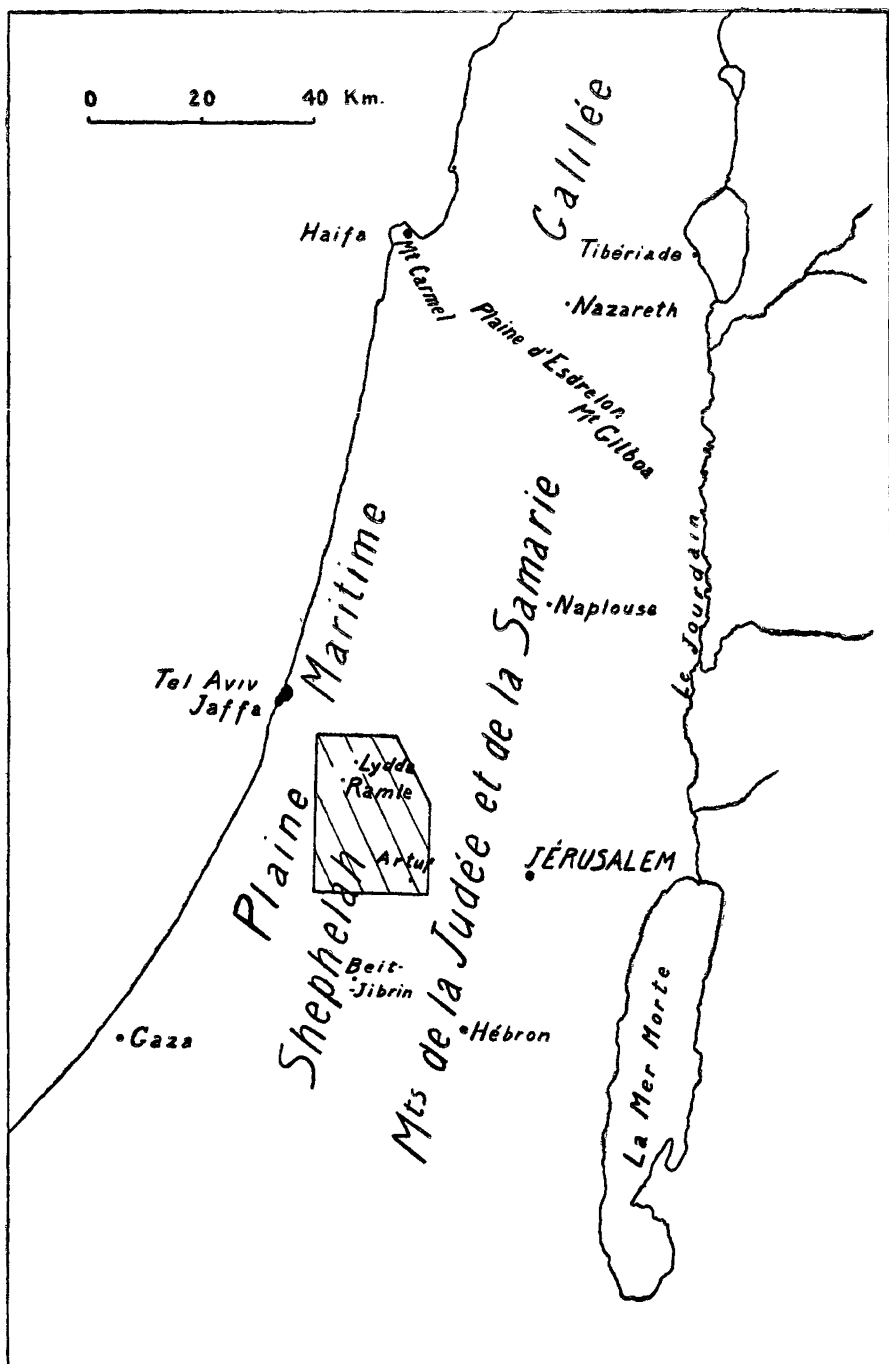 0 20 40 Km.
Galilée
Haifa
Mt Carmel
Tibériade
Nazareth
Plaine d'Esdrelon
Mt Gilboa
Plaine Maritime
Mts de la Judée et de la Samarie
Le Jourdain
Naplouse
Tel Aviv
Jaffa
Lydda
Ramle
Artuf
JÉRUSALEM
Shephelah
Beit-
-Jibrin
Gaza
Hébron
La Mer Morte